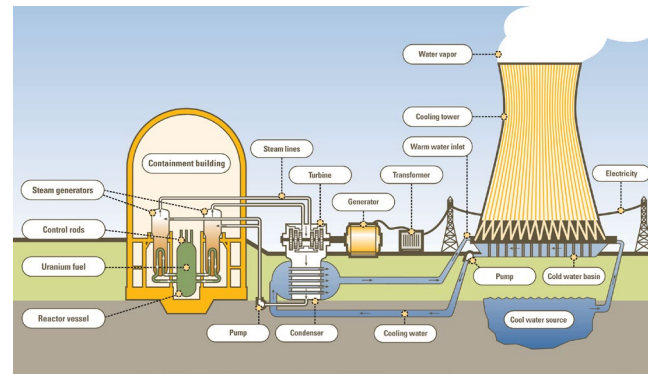 Water vapor
Cooling tower
Steam lines
Warm water inlet
Containment building
Turbine
Transformer
Electricity
Steam generators
Generator
Control rods
Uranium fuel
Pump
Cold water basin
Reactor vessel
Cool water source
Pump
Condenser
Cooling water